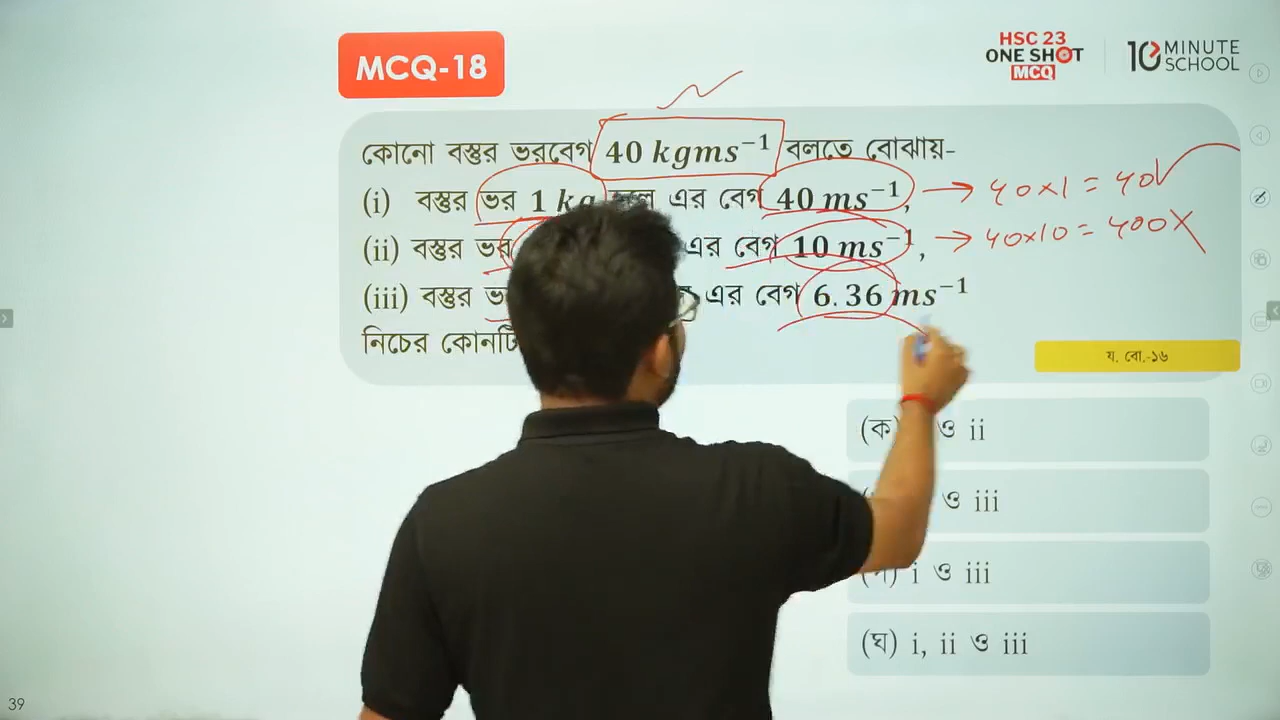 MCQ-18
HSC 23
ONE SHOT
MCQ
10 MINUTE
SCHOOL
কোনো বস্তুর ভরবেগ 40 kgms⁻¹ বলতে বোঝায়-
(i) বস্তুর ভর 1 kg হলে এর বেগ 40 ms⁻¹, → 40×1 = 40✓
(ii) বস্তুর ভর এর বেগ 10 ms⁻¹, → 40×10 = 400✗
(iii) বস্তুর এর বেগ 6.36 ms⁻¹
নিচের কোনটি
য. বো.-১৬
(ক) ও ii
ও iii
(গ) i ও iii
(ঘ) i, ii ও iii
39